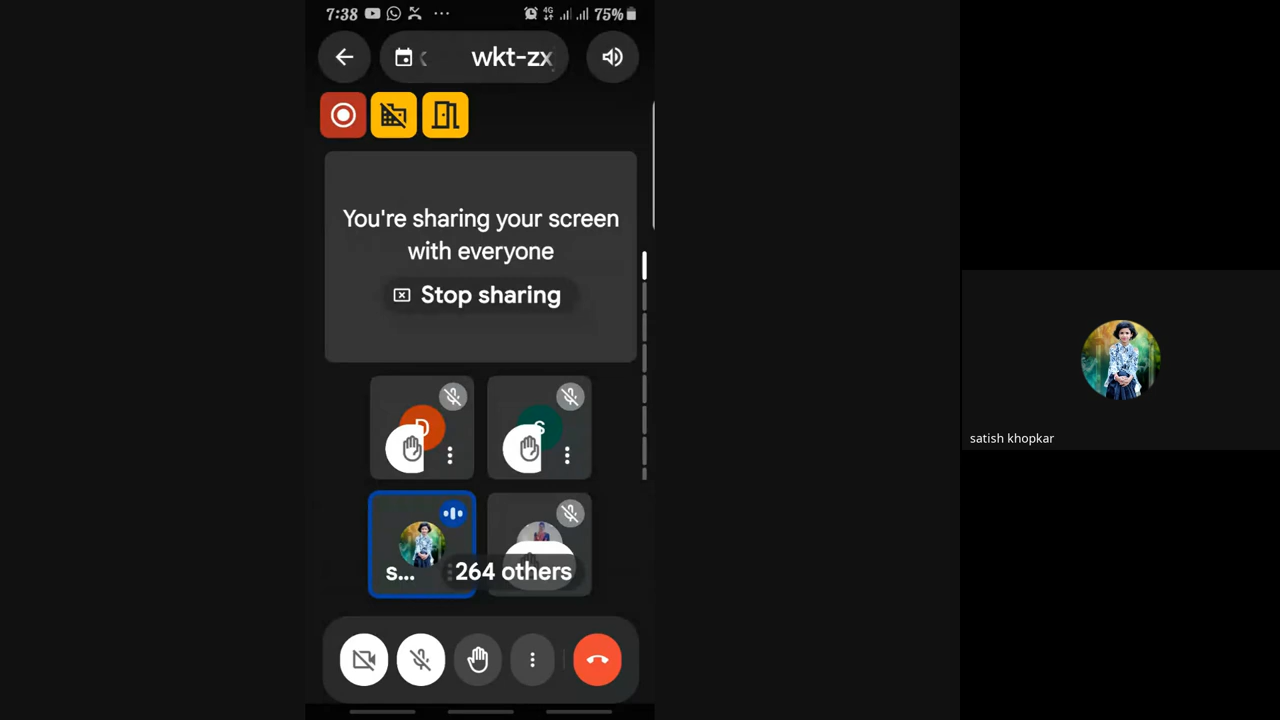 7:38
75%
wkt-zx
You're sharing your screen
with everyone
Stop sharing
D
S
s...
264 others
satish khopkar